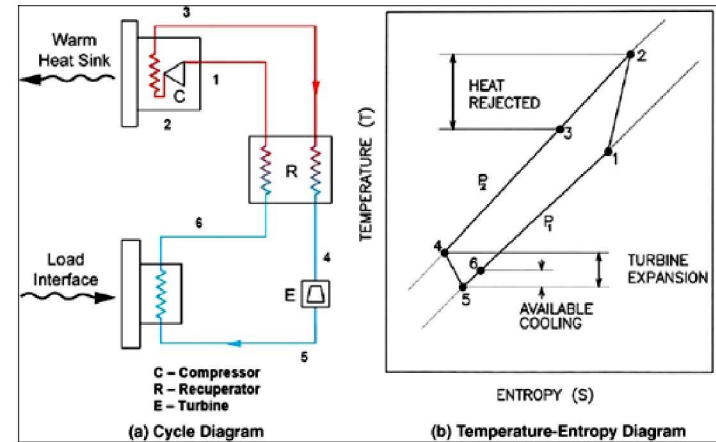 3
Warm
Heat Sink
1
C
2
R
6
4
Load
Interface
E
5
C – Compressor
R – Recuperator
E – Turbine
(a) Cycle Diagram
TEMPERATURE (T)
2
HEAT
REJECTED
3
1
P2
P1
4
6
5
TURBINE
EXPANSION
AVAILABLE
COOLING
ENTROPY (S)
(b) Temperature-Entropy Diagram